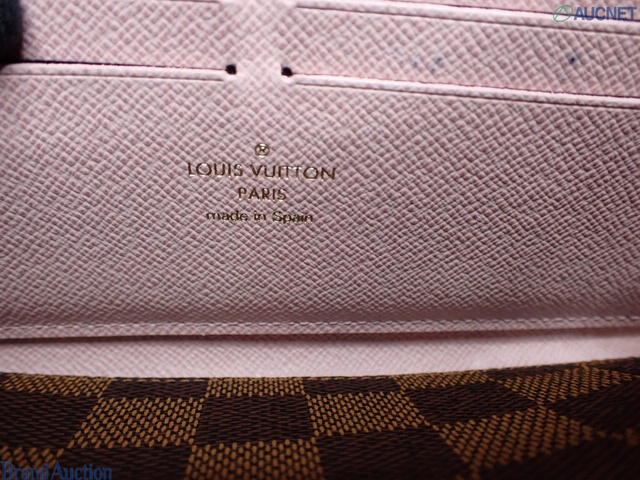 AUCNET
®
LOUIS VUITTON
PARIS
made in Spain
Brand Auction